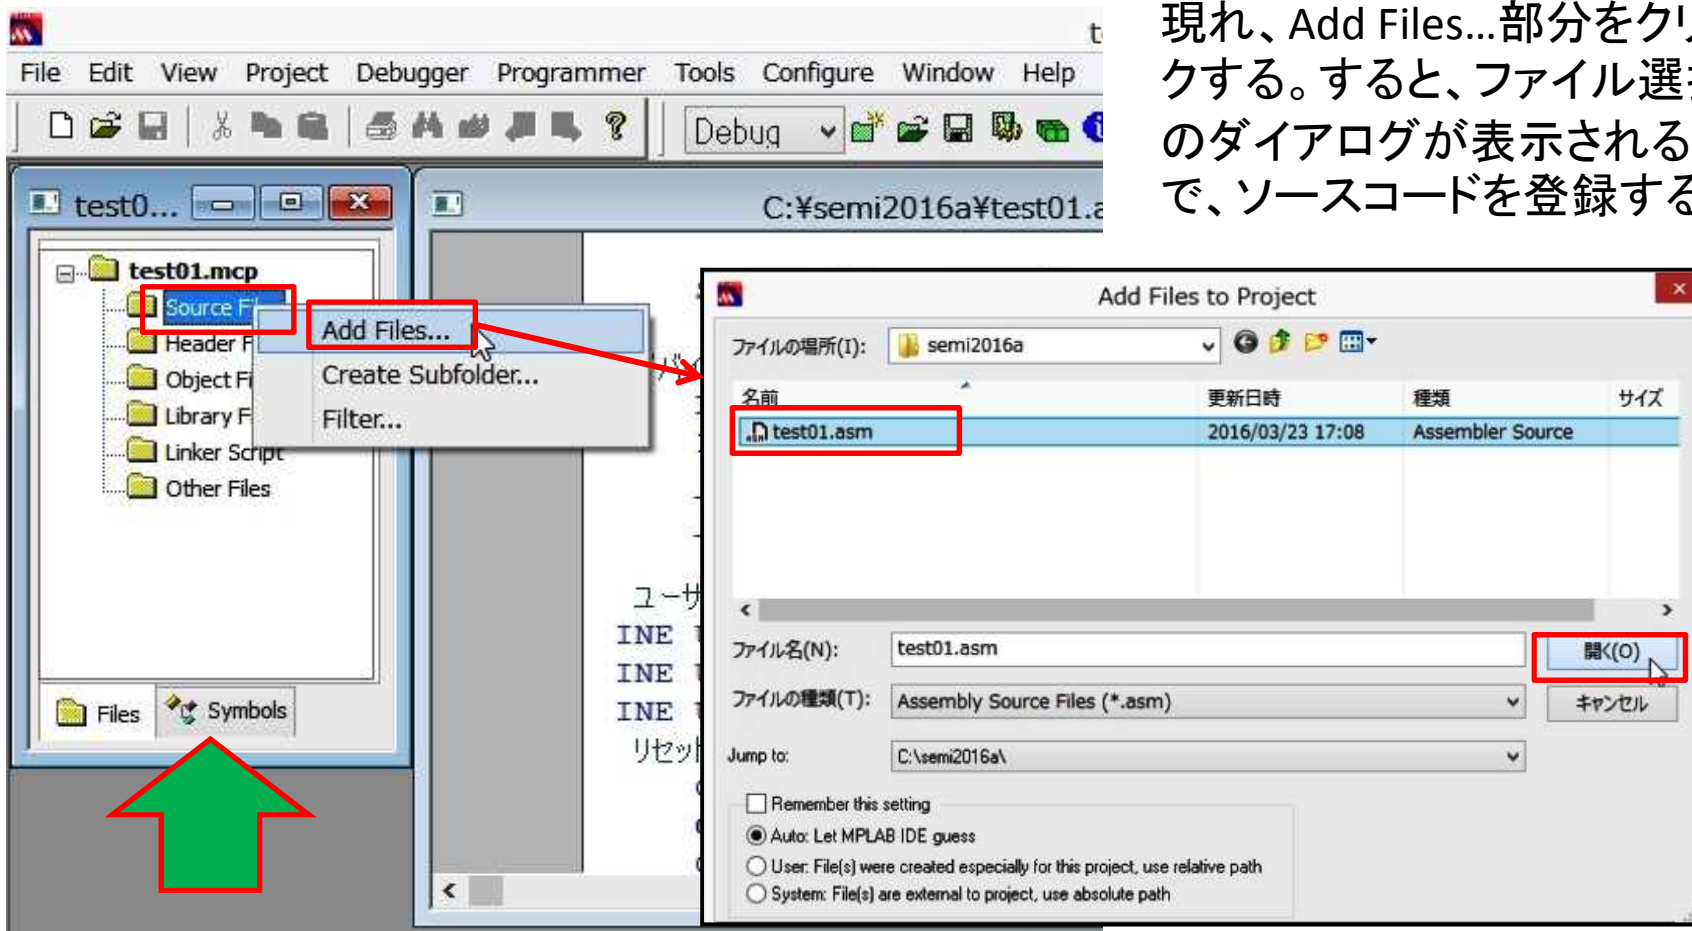 現れ、Add Files...部分をクリ
クする。すると、ファイル選
のダイアログが表示される
で、ソースコードを登録する
File Edit View Project Debugger Programmer Tools Configure Window Help
Debug
test0...
C:¥semi2016a¥test01.a
test01.mcp
Source
Header F
Object Fi
Library F
Linker Script
Other Files
Add Files...
Create Subfolder...
Filter...
Files Symbols
ユーザ
INE
INE
INE
リセット
Add Files to Project
ファイルの場所(I): semi2016a
名前 更新日時 種類 サイズ
test01.asm 2016/03/23 17:08 Assembler Source
ファイル名(N): test01.asm 開く(O)
ファイルの種類(T): Assembly Source Files (*.asm) キャンセル
Jump to: C:\semi2016a\
Remember this setting
Auto: Let MPLAB IDE guess
User: File(s) were created especially for this project, use relative path
System: File(s) are external to project, use absolute path